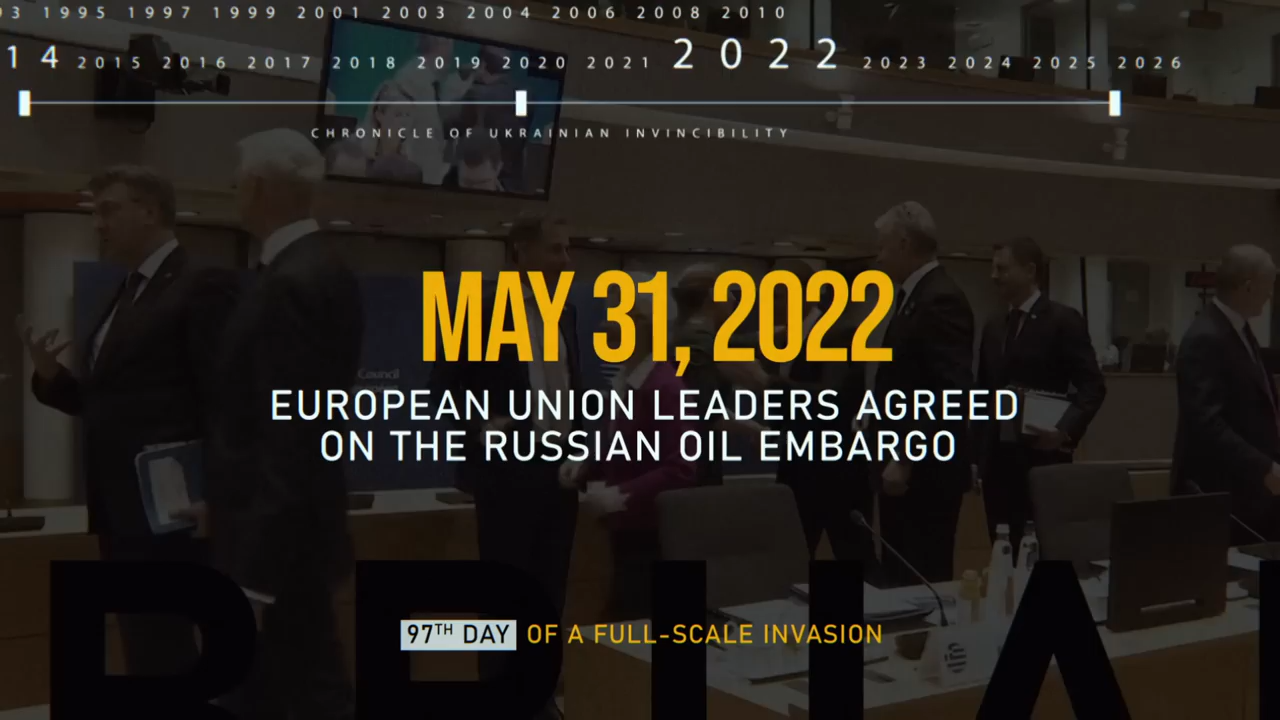 3 1995 1997 1999 2001 2003 2004 2006 2008 2010
14 2015 2016 2017 2018 2019 2020 2021 2022 2023 2024 2025 2026
CHRONICLE OF UKRAINIAN INVINCIBILITY
MAY 31, 2022
Council
EUROPEAN UNION LEADERS AGREED
ON THE RUSSIAN OIL EMBARGO
97TH DAY OF A FULL-SCALE INVASION